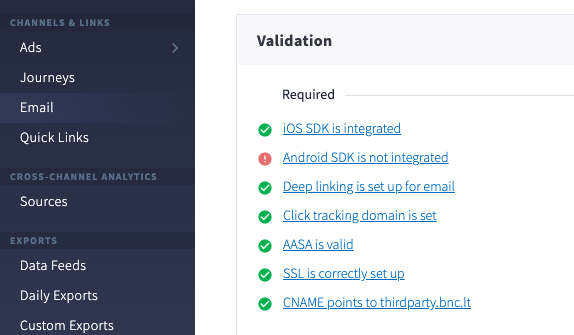 CHANNELS & LINKS
Ads
Journeys
Email
Quick Links
CROSS-CHANNEL ANALYTICS
Sources
EXPORTS
Data Feeds
Daily Exports
Custom Exports
Validation
Required
iOS SDK is integrated
Android SDK is not integrated
Deep linking is set up for email
Click tracking domain is set
AASA is valid
SSL is correctly set up
CNAME points to thirdparty.bnc.lt